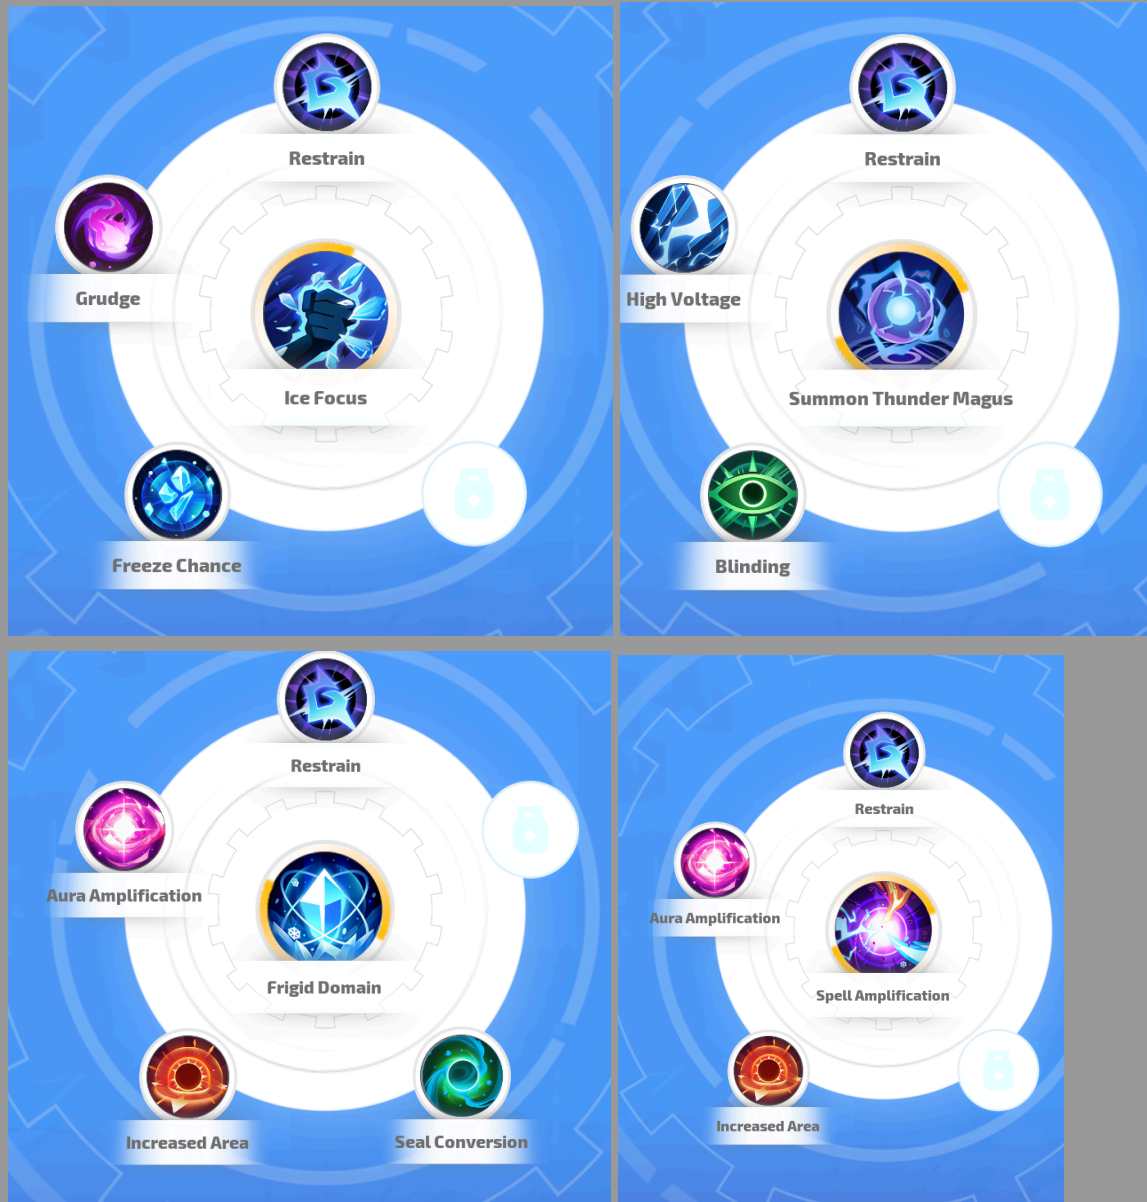 Restrain
Grudge
Ice Focus
Freeze Chance
Restrain
High Voltage
Summon Thunder Magus
Blinding
Restrain
Aura Amplification
Frigid Domain
Increased Area
Seal Conversion
Restrain
Aura Amplification
Spell Amplification
Increased Area